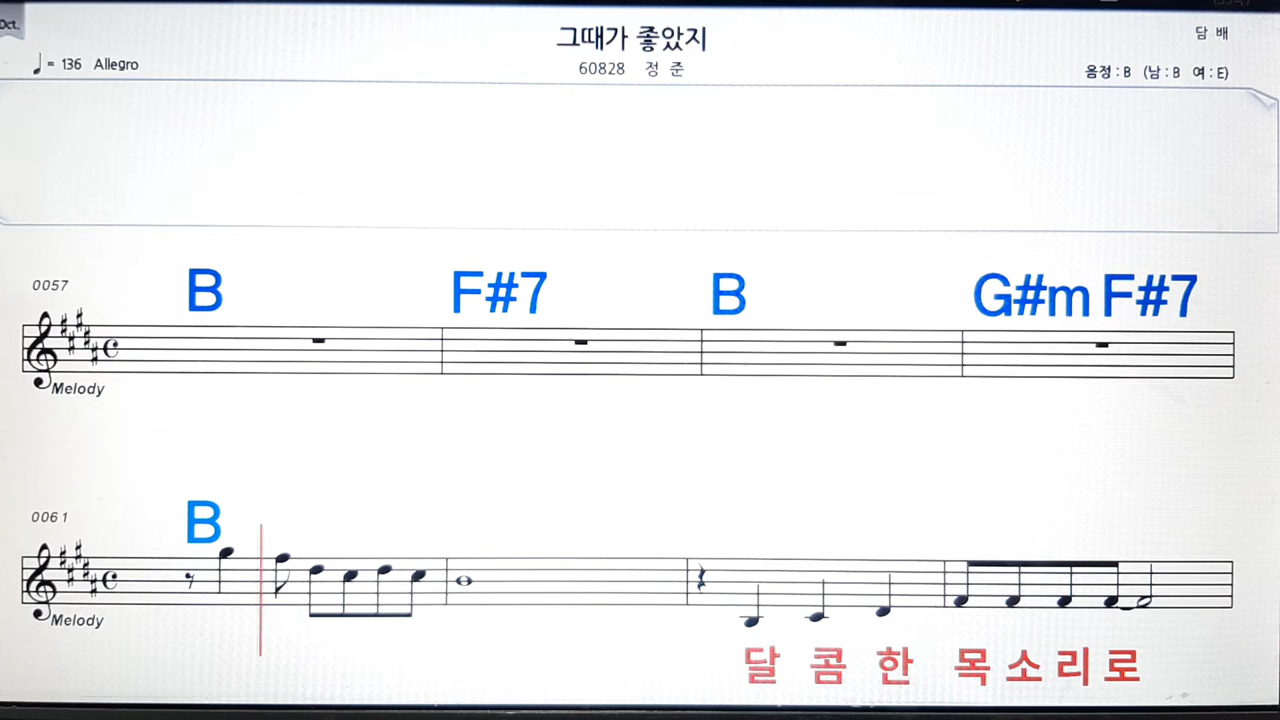 Oct.
그때가 좋았지
담 배
♩ = 136 Allegro
60828 정 준
음정 : B (남 : B 여 : E)
0057
B F#7 B G#m F#7
Melody
0061
B
Melody
달 콤 한 목 소 리 로